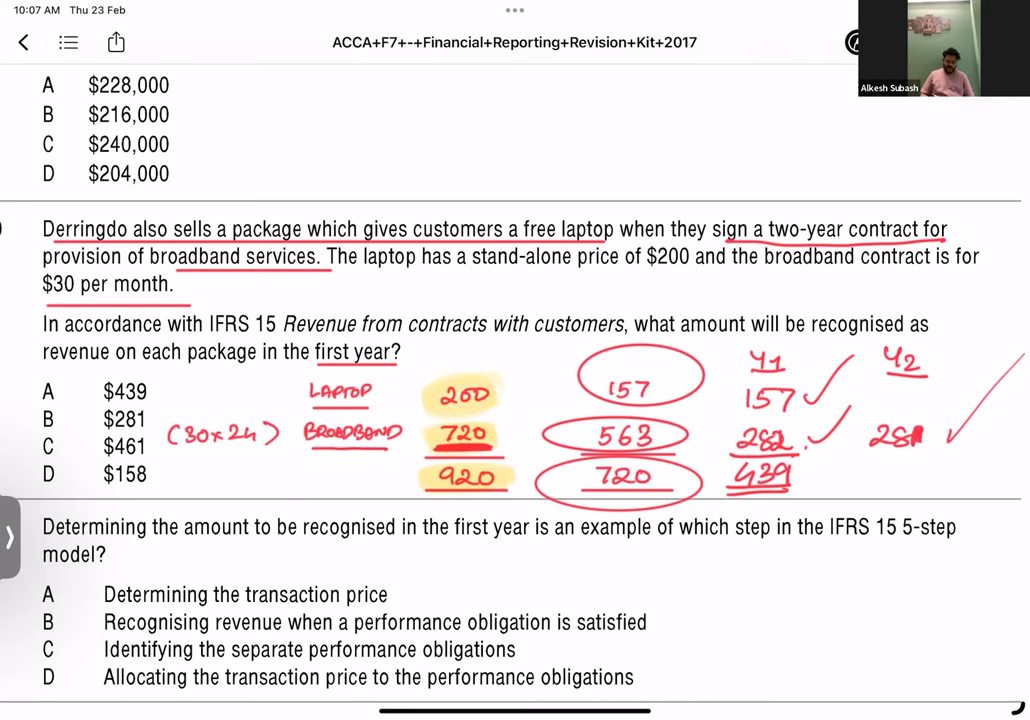 10:07 AM Thu 23 Feb
ACCA+F7+-+Financial+Reporting+Revision+Kit+2017
Alkesh Subash
A $228,000
B $216,000
C $240,000
D $204,000
Derringdo also sells a package which gives customers a free laptop when they sign a two-year contract for
provision of broadband services. The laptop has a stand-alone price of $200 and the broadband contract is for
$30 per month.
In accordance with IFRS 15 Revenue from contracts with customers, what amount will be recognised as
revenue on each package in the first year?
Y1 Y2
A $439 LAPTOP 200 157 157
B $281
C $461 (30x24) BROADBAND 720 563 282 281
D $158 920 720 439
Determining the amount to be recognised in the first year is an example of which step in the IFRS 15 5-step
model?
A Determining the transaction price
B Recognising revenue when a performance obligation is satisfied
C Identifying the separate performance obligations
D Allocating the transaction price to the performance obligations